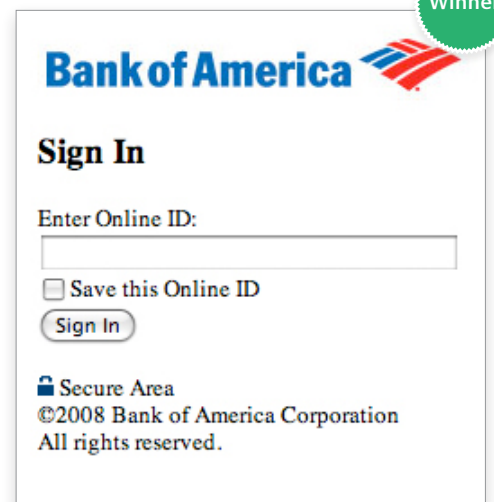 Winner
Bank of America
Sign In
Enter Online ID:
Save this Online ID
Sign In
Secure Area
©2008 Bank of America Corporation
All rights reserved.